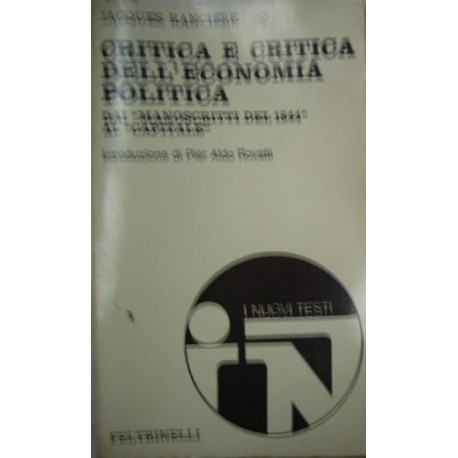 JACQUES RANCIÈRE
CRITICA E CRITICA
DELL'ECONOMIA
POLITICA
DAI "MANOSCRITTI DEL 1844"
AL "CAPITALE"
Introduzione di Pier Aldo Rovatti
I NUOVI TESTI
FELTRINELLI